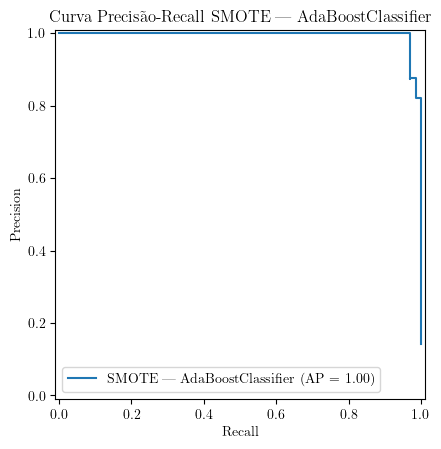 Curva Precisão-Recall SMOTE — AdaBoostClassifier
1.0
0.8
0.6
0.4
0.2
0.0
Precision
SMOTE — AdaBoostClassifier (AP = 1.00)
0.0 0.2 0.4 0.6 0.8 1.0
Recall